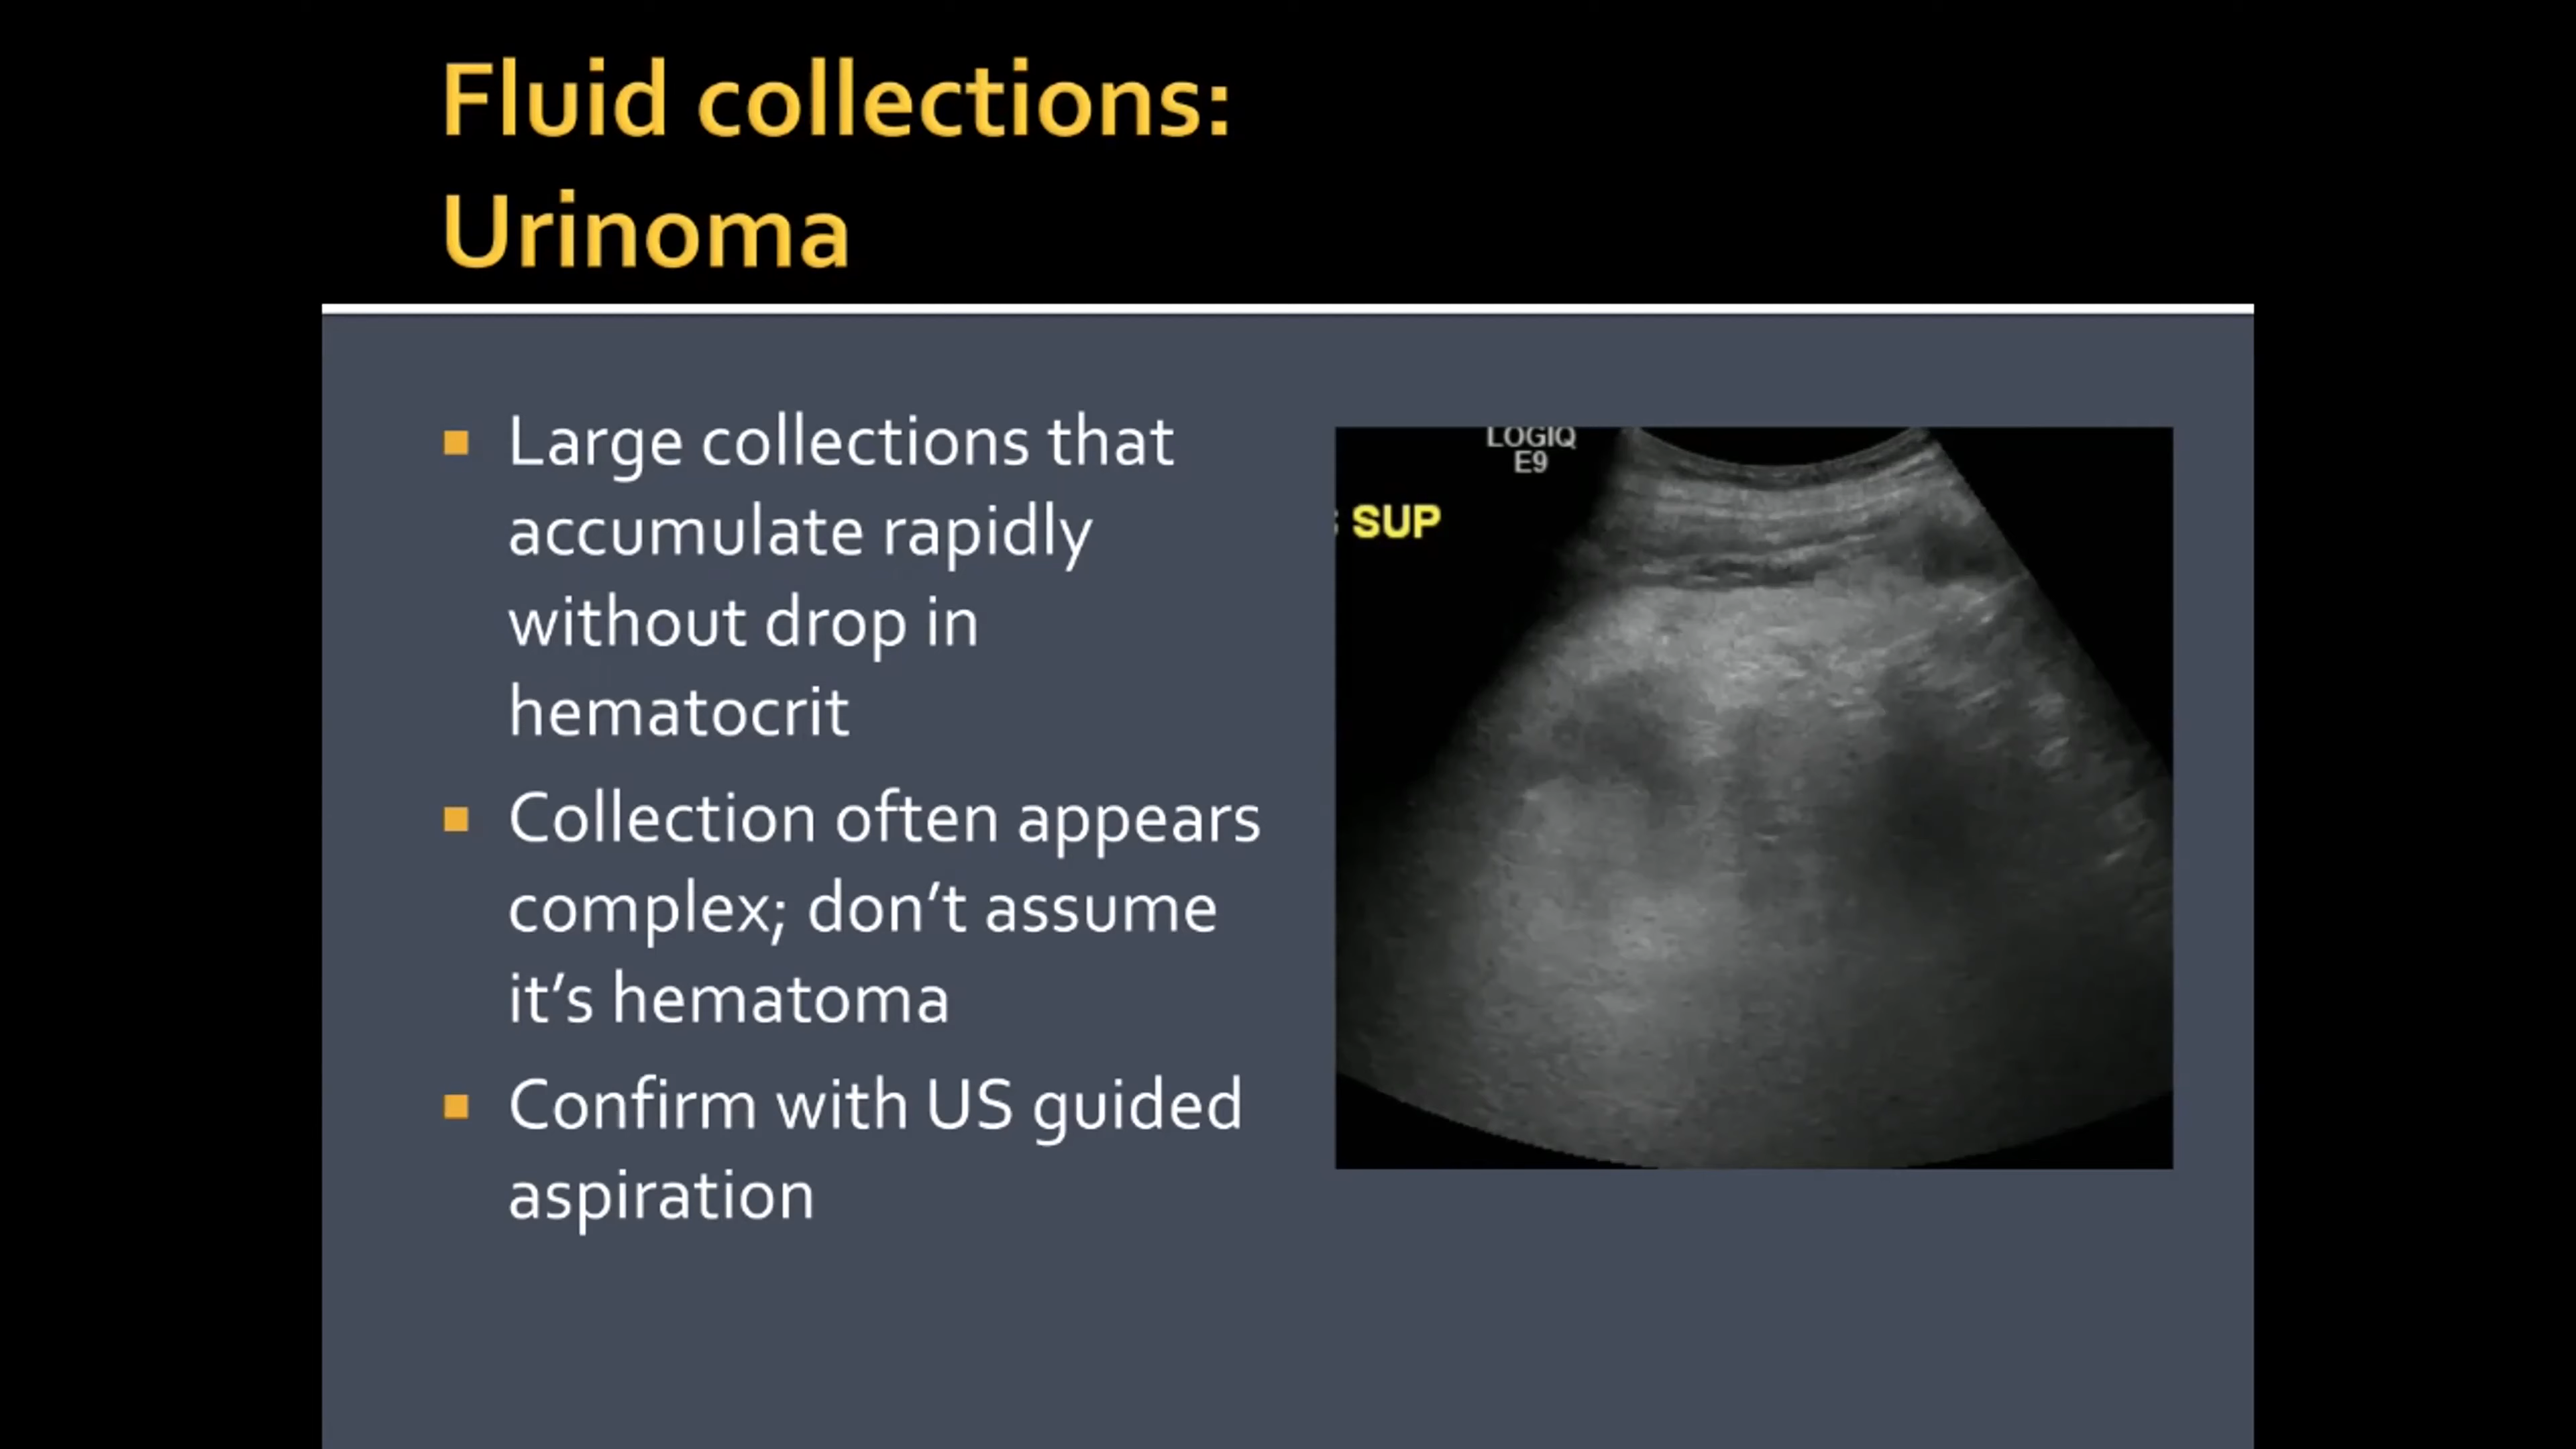 Fluid collections:
Urinoma
Large collections that
accumulate rapidly
without drop in
hematocrit
Collection often appears
complex; don’t assume
it’s hematoma
Confirm with US guided
aspiration
LOGIQ
E9
SUP